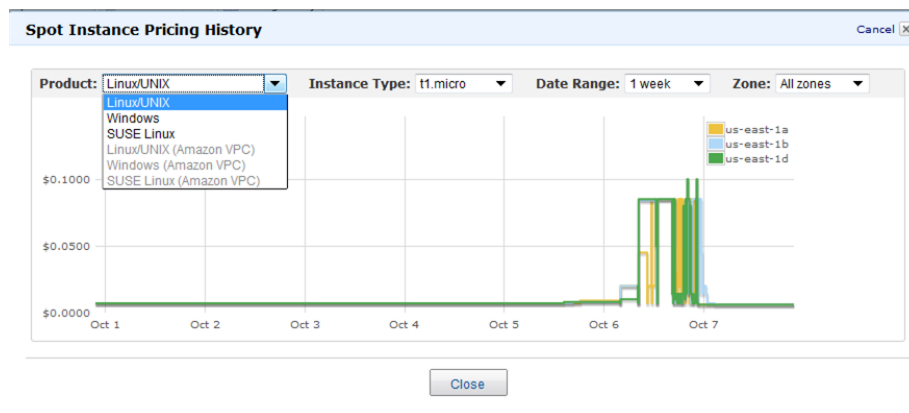 Spot Instance Pricing History Cancel
Product: Linux/UNIX Instance Type: t1.micro Date Range: 1 week Zone: All zones
Linux/UNIX
Windows
SUSE Linux
Linux/UNIX (Amazon VPC)
Windows (Amazon VPC)
SUSE Linux (Amazon VPC)
us-east-1a
us-east-1b
us-east-1d
$0.1000
$0.0500
$0.0000
Oct 1 Oct 2 Oct 3 Oct 4 Oct 5 Oct 6 Oct 7
Close